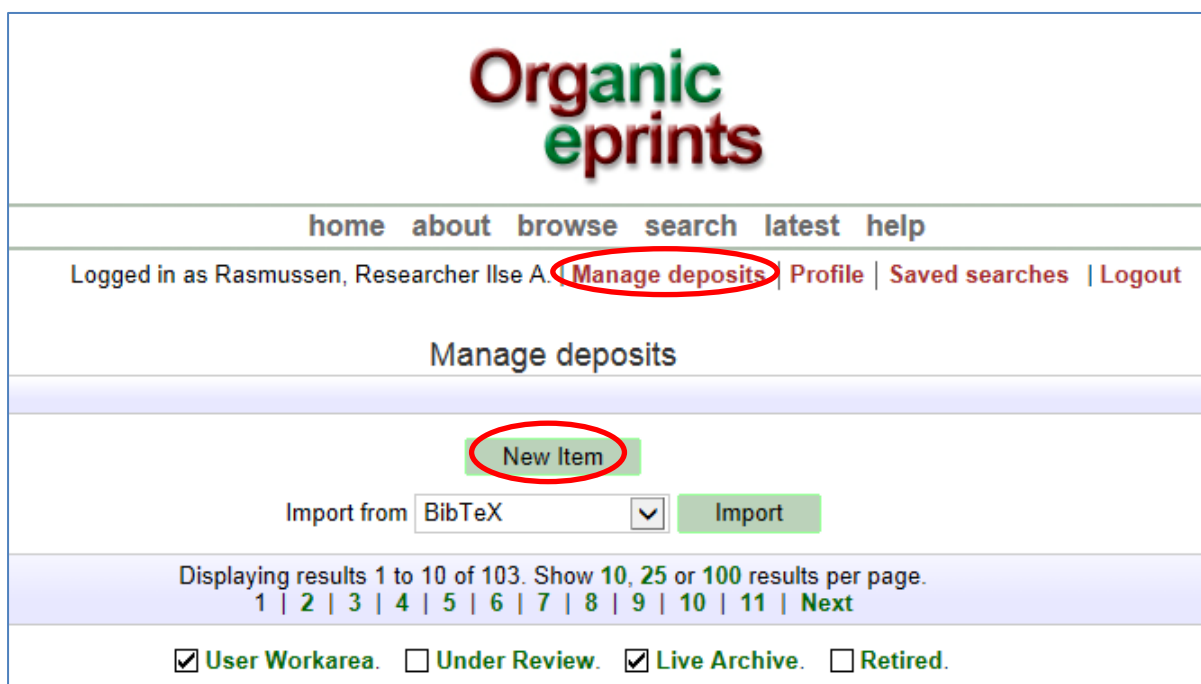 Organic
eprints
home about browse search latest help
Logged in as Rasmussen, Researcher Ilse A. | Manage deposits | Profile | Saved searches | Logout
Manage deposits
New Item
Import from BibTeX Import
Displaying results 1 to 10 of 103. Show 10, 25 or 100 results per page.
1 | 2 | 3 | 4 | 5 | 6 | 7 | 8 | 9 | 10 | 11 | Next
User Workarea. Under Review. Live Archive. Retired.